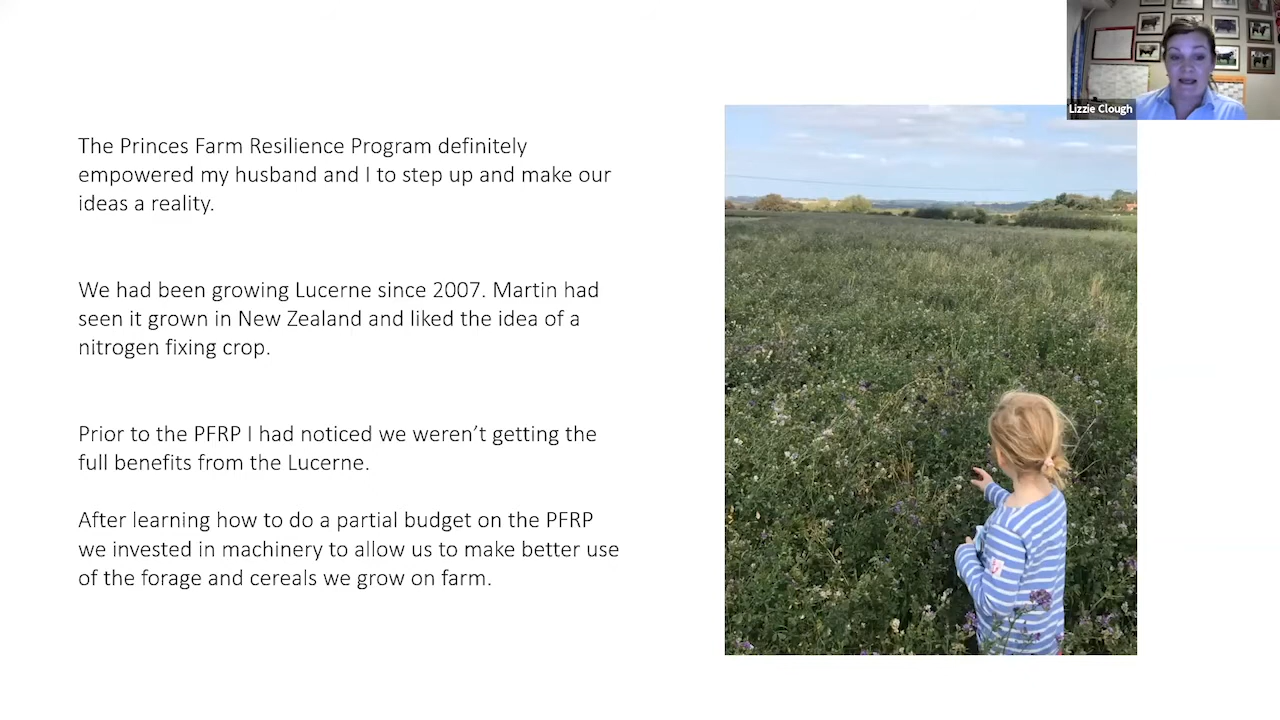 Lizzie Clough
The Princes Farm Resilience Program definitely
empowered my husband and I to step up and make our
ideas a reality.
We had been growing Lucerne since 2007. Martin had
seen it grown in New Zealand and liked the idea of a
nitrogen fixing crop.
Prior to the PFRP I had noticed we weren’t getting the
full benefits from the Lucerne.
After learning how to do a partial budget on the PFRP
we invested in machinery to allow us to make better use
of the forage and cereals we grow on farm.